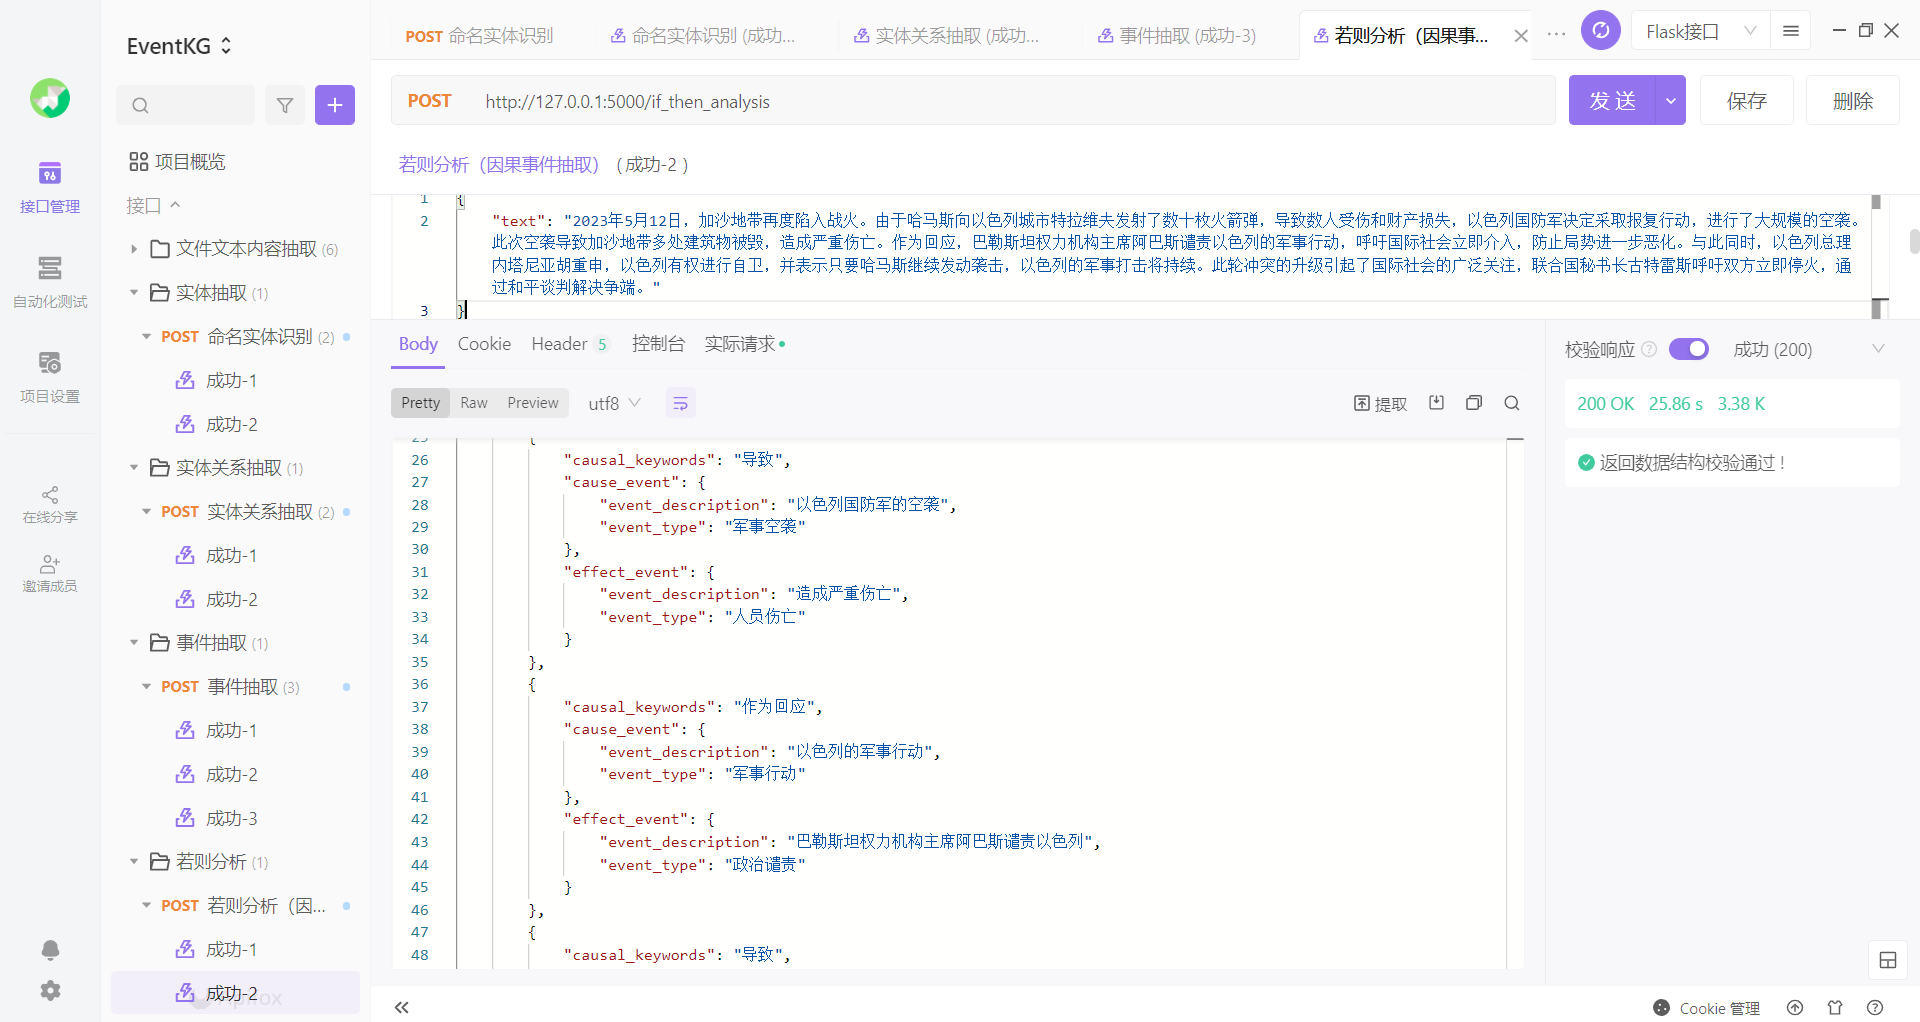 EventKG
POST 命名实体识别
命名实体识别 (成功...
实体关系抽取 (成功...
事件抽取 (成功-3)
若则分析（因果事...
Flask接口
POST http://127.0.0.1:5000/if_then_analysis
发 送
保存
删除
若则分析（因果事件抽取）（ 成功-2 ）
接口管理
自动化测试
项目设置
在线分享
邀请成员
项目概览
接口
文件文本内容抽取 (6)
实体抽取 (1)
POST 命名实体识别 (2)
成功-1
成功-2
实体关系抽取 (1)
POST 实体关系抽取 (2)
成功-1
成功-2
事件抽取 (1)
POST 事件抽取 (3)
成功-1
成功-2
成功-3
若则分析 (1)
POST 若则分析（因...
成功-1
成功-2
1 {
2 "text": "2023年5月12日，加沙地带再度陷入战火。由于哈马斯向以色列城市特拉维夫发射了数十枚火箭弹，导致数人受伤和财产损失，以色列国防军决定采取报复行动，进行了大规模的空袭。
此次空袭导致加沙地带多处建筑物被毁，造成严重伤亡。作为回应，巴勒斯坦权力机构主席阿巴斯谴责以色列的军事行动，呼吁国际社会立即介入，防止局势进一步恶化。与此同时，以色列总理
内塔尼亚胡重申，以色列有权进行自卫，并表示只要哈马斯继续发动袭击，以色列的军事打击将持续。此轮冲突的升级引起了国际社会的广泛关注，联合国秘书长古特雷斯呼吁双方立即停火，通
过和平谈判解决争端。"
3 }
Body Cookie Header 5 控制台 实际请求
Pretty Raw Preview utf8
提取
25 {
26 "causal_keywords": "导致",
27 "cause_event": {
28 "event_description": "以色列国防军的空袭",
29 "event_type": "军事空袭"
30 },
31 "effect_event": {
32 "event_description": "造成严重伤亡",
33 "event_type": "人员伤亡"
34 }
35 },
36 {
37 "causal_keywords": "作为回应",
38 "cause_event": {
39 "event_description": "以色列的军事行动",
40 "event_type": "军事行动"
41 },
42 "effect_event": {
43 "event_description": "巴勒斯坦权力机构主席阿巴斯谴责以色列",
44 "event_type": "政治谴责"
45 }
46 },
47 {
48 "causal_keywords": "导致",
校验响应 成功 (200)
200 OK 25.86 s 3.38 K
返回数据结构校验通过！
Cookie 管理